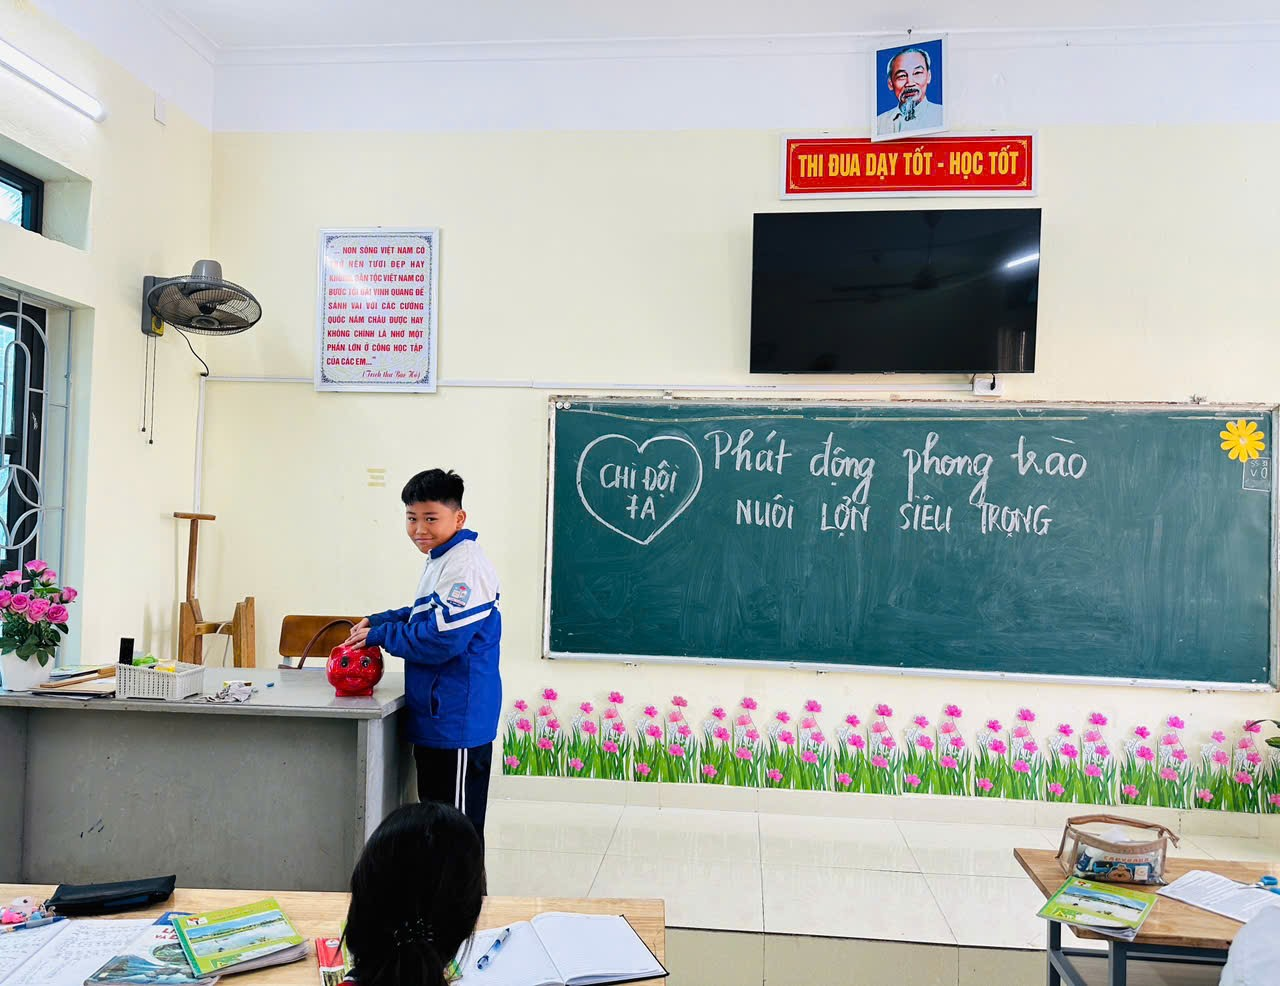 THI ĐUA DẠY TỐT - HỌC TỐT
"... NON SÔNG VIỆT NAM CÓ
TRỞ NÊN TƯƠI ĐẸP HAY
KHÔNG, DÂN TỘC VIỆT NAM CÓ
BƯỚC TỚI ĐÀI VINH QUANG ĐỂ
SÁNH VAI VỚI CÁC CƯỜNG
QUỐC NĂM CHÂU ĐƯỢC HAY
KHÔNG CHÍNH LÀ NHỜ MỘT
PHẦN LỚN Ở CÔNG HỌC TẬP
CỦA CÁC EM..."
(Trích thư Bác Hồ)
CHI ĐỘI
7A
Phát động phong trào
NUÔI LỢN SIÊU TRỌNG